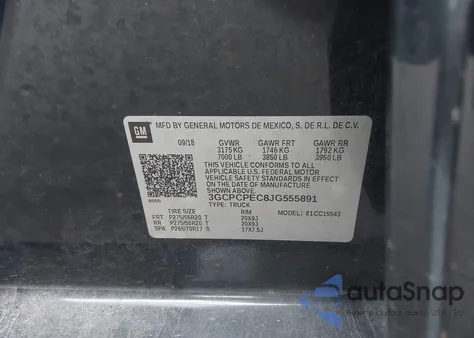 GM
MFD BY GENERAL MOTORS DE MEXICO, S. DE R.L. DE C.V.
09/18 GVWR GAWR FRT GAWR RR
3175KG 1746 KG 1792 KG
7000 LB 3850 LB 3950 LB
THIS VEHICLE CONFORMS TO ALL
APPLICABLE U.S. FEDERAL MOTOR
VEHICLE SAFETY STANDARDS IN EFFECT ON THE
DATE OF MANUFACTURE SHOWN ABOVE.
3GCPCPEC8JG555891
TYPE: TRUCK
8555 MODEL: 81CC15543
TIRE SIZE RIM
FRT P275/55R20 T 20X9J
RR P275/55R20 T 20X9J
SPA P265/70R17 S 17X7.5J
autoSnap